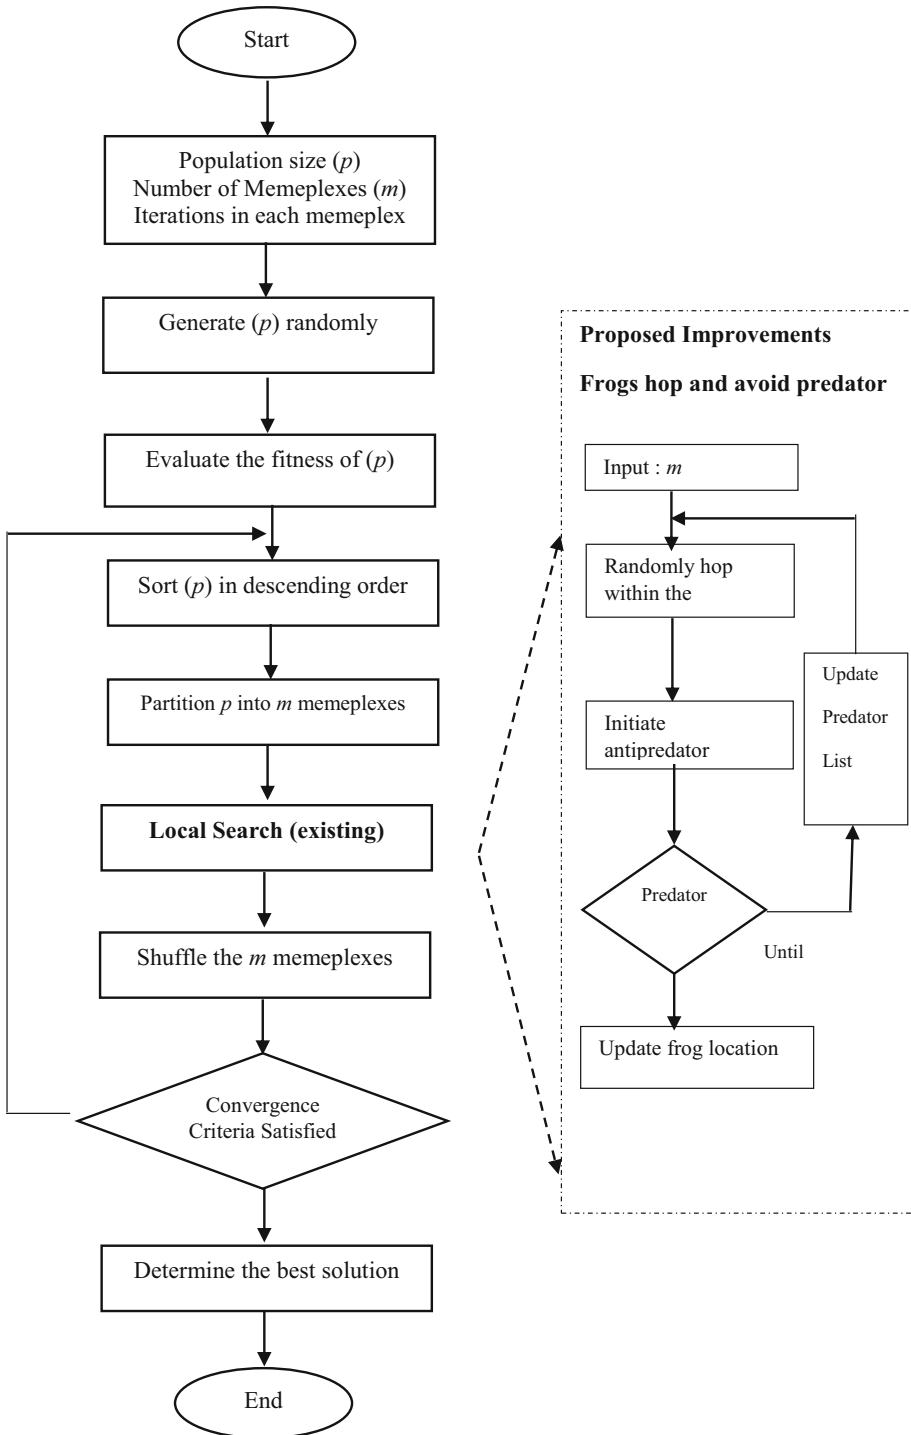 Start
Population size (p)
Number of Memeplexes (m)
Iterations in each memeplex
Generate (p) randomly
Evaluate the fitness of (p)
Sort (p) in descending order
Partition p into m memeplexes
Local Search (existing)
Shuffle the m memeplexes
Convergence
Criteria Satisfied
Determine the best solution
End
Proposed Improvements
Frogs hop and avoid predator
Input : m
Randomly hop
within the
Initiate
antipredator
Predator
Until
Update
Predator
List
Update frog location